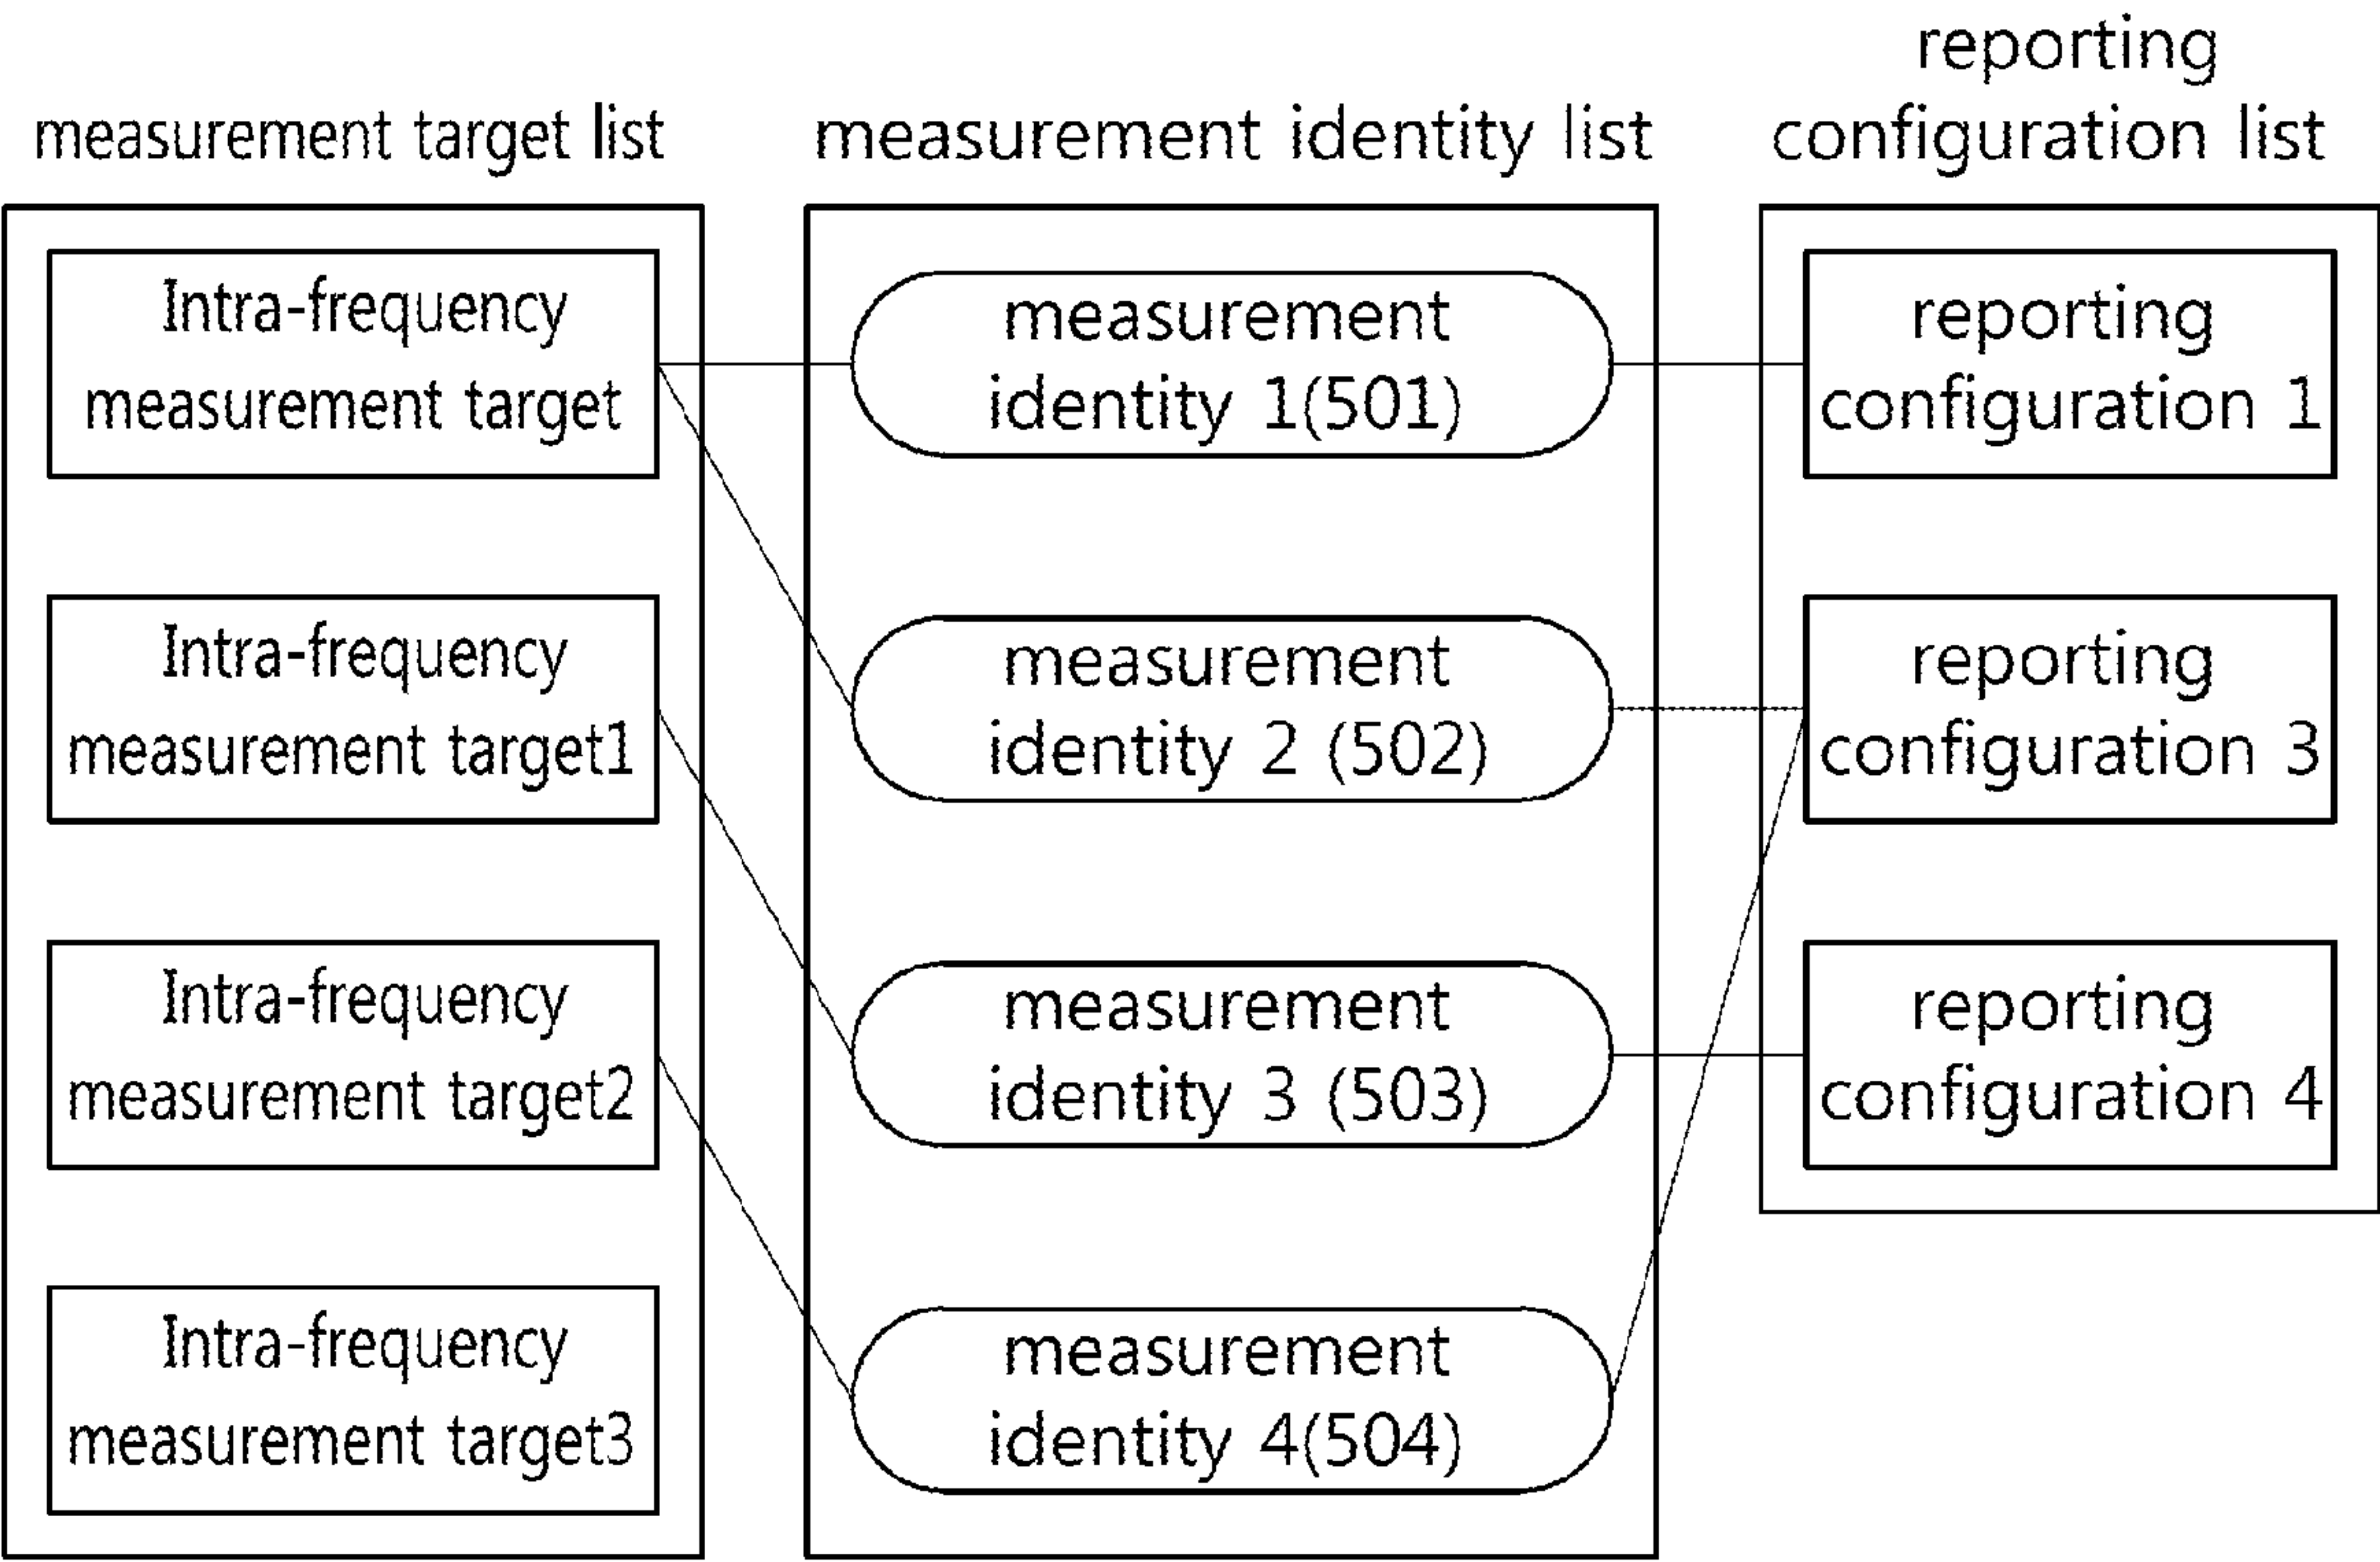 measurement target list
measurement identity list
reporting
configuration list
Intra-frequency
measurement target
Intra-frequency
measurement target1
Intra-frequency
measurement target2
Intra-frequency
measurement target3
measurement
identity 1(501)
measurement
identity 2 (502)
measurement
identity 3 (503)
measurement
identity 4(504)
reporting
configuration 1
reporting
configuration 3
reporting
configuration 4